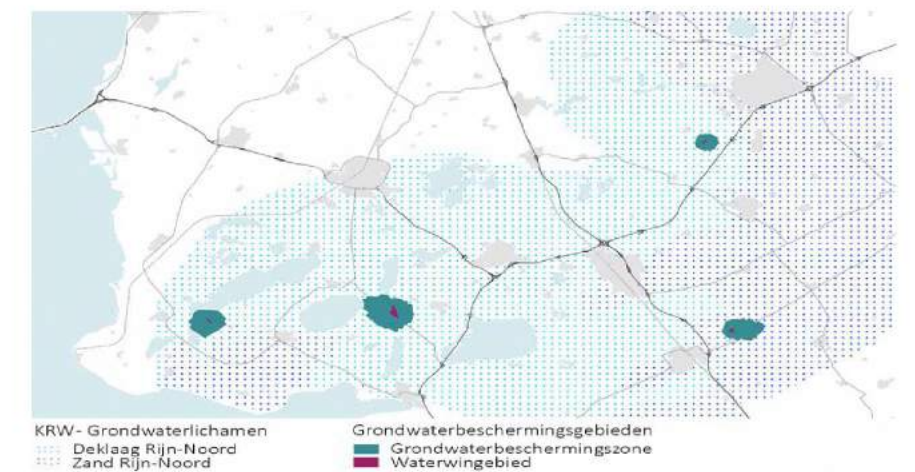 KRW- Grondwaterlichamen
Deklaag Rijn-Noord
Zand Rijn-Noord
Grondwaterbeschermingsgebieden
Grondwaterbeschermingszone
Waterwingebied